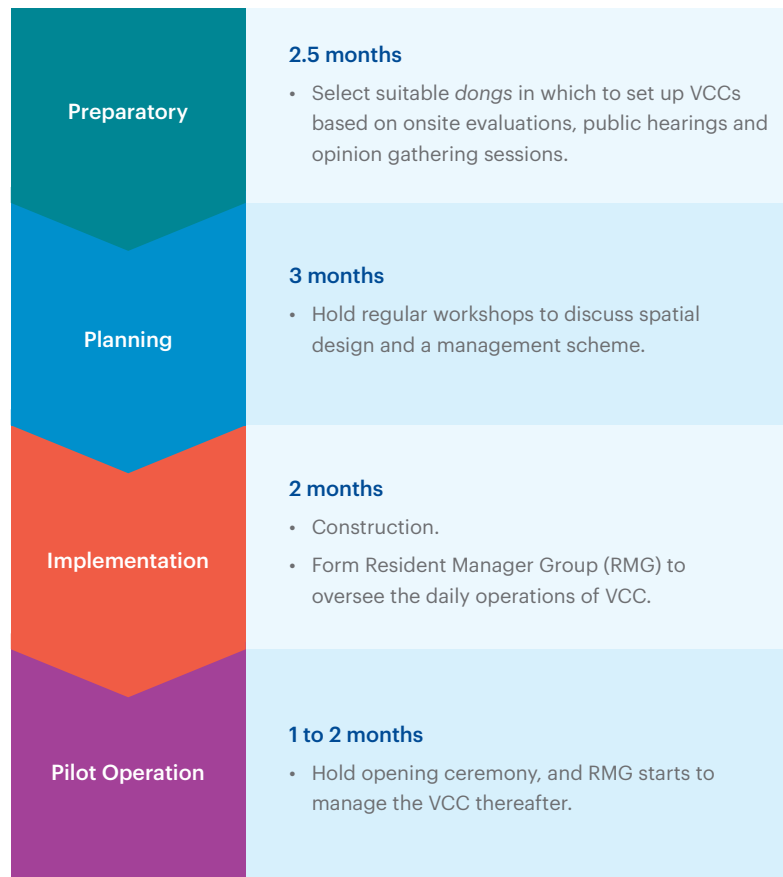 Preparatory
2.5 months
• Select suitable dongs in which to set up VCCs
based on onsite evaluations, public hearings and
opinion gathering sessions.
Planning
3 months
• Hold regular workshops to discuss spatial
design and a management scheme.
Implementation
2 months
• Construction.
• Form Resident Manager Group (RMG) to
oversee the daily operations of VCC.
Pilot Operation
1 to 2 months
• Hold opening ceremony, and RMG starts to
manage the VCC thereafter.